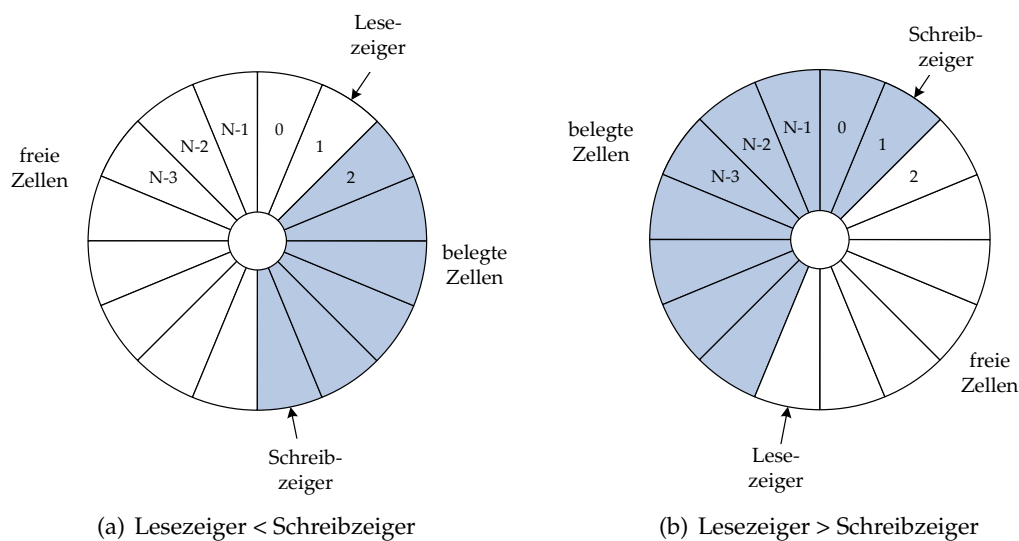 Lese-
zeiger
N-1
0
1
N-2
2
N-3
freie
Zellen
belegte
Zellen
Schreib-
zeiger
(a) Lesezeiger < Schreibzeiger
Schreib-
zeiger
belegte
Zellen
N-1
0
1
N-2
2
N-3
freie
Zellen
Lese-
zeiger
(b) Lesezeiger > Schreibzeiger